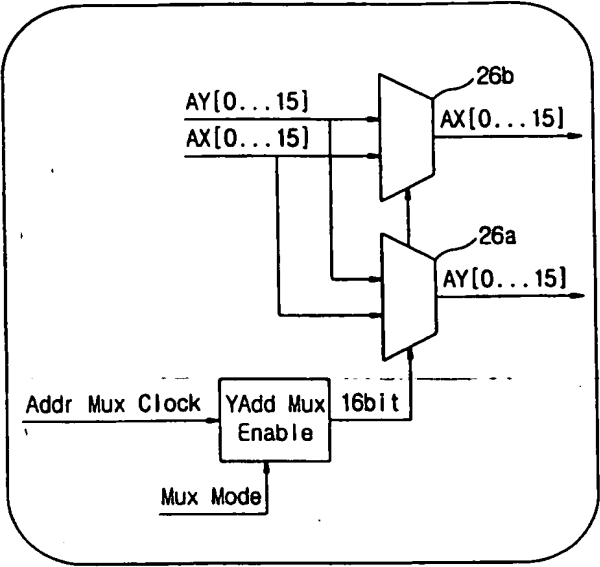 26b
AY[0...15]
AX[0...15]
AX[0...15]
26a
AY[0...15]
Addr Mux Clock
YAdd Mux
Enable
16bit
Mux Mode